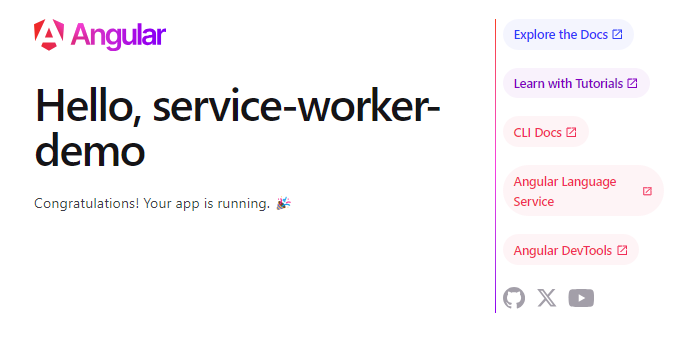 Angular
Hello, service-worker-
demo
Congratulations! Your app is running. 🎉
Explore the Docs
Learn with Tutorials
CLI Docs
Angular Language
Service
Angular DevTools